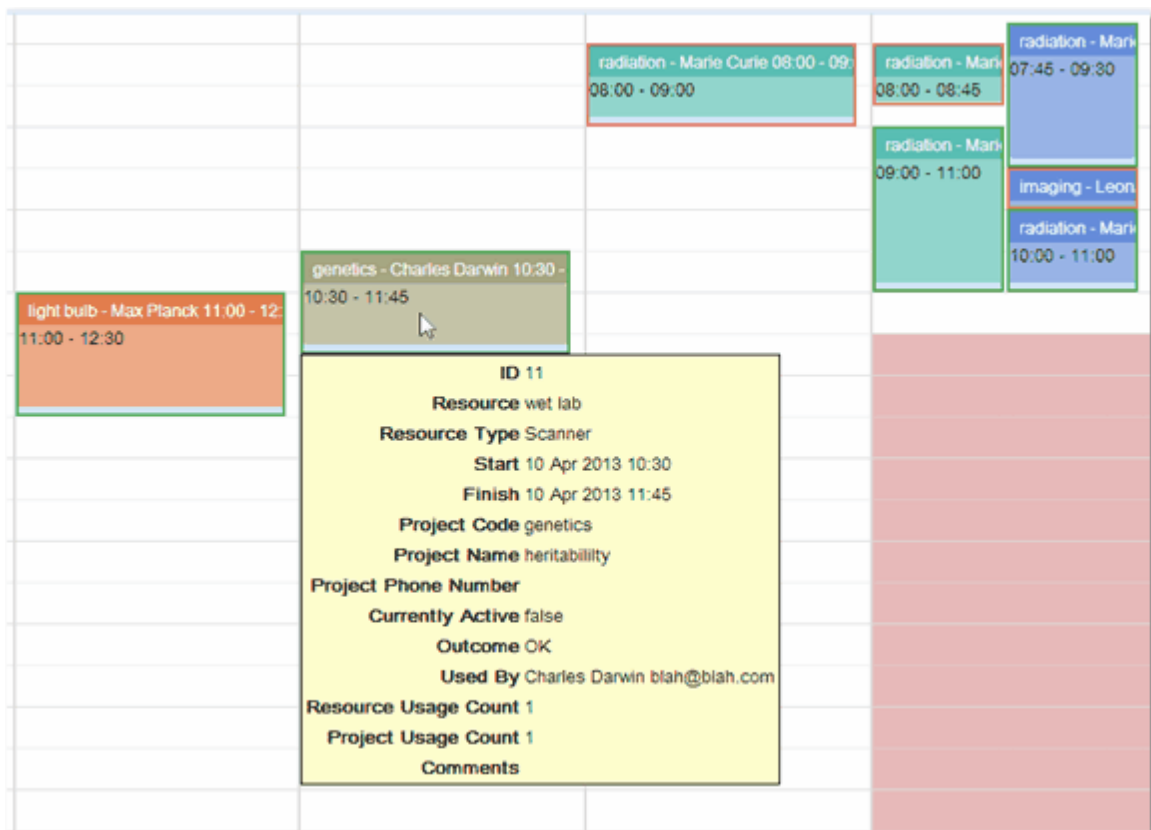 light bulb - Max Planck 11:00 - 12:
11:00 - 12:30
genetics - Charles Darwin 10:30 -
10:30 - 11:45
radiation - Marie Curie 08:00 - 09:
08:00 - 09:00
radiation - Mari
08:00 - 08:45
radiation - Mari
09:00 - 11:00
radiation - Mari
07:45 - 09:30
imaging - Leon
radiation - Mari
10:00 - 11:00
ID 11
Resource wet lab
Resource Type Scanner
Start 10 Apr 2013 10:30
Finish 10 Apr 2013 11:45
Project Code genetics
Project Name heritabililty
Project Phone Number
Currently Active false
Outcome OK
Used By Charles Darwin blah@blah.com
Resource Usage Count 1
Project Usage Count 1
Comments